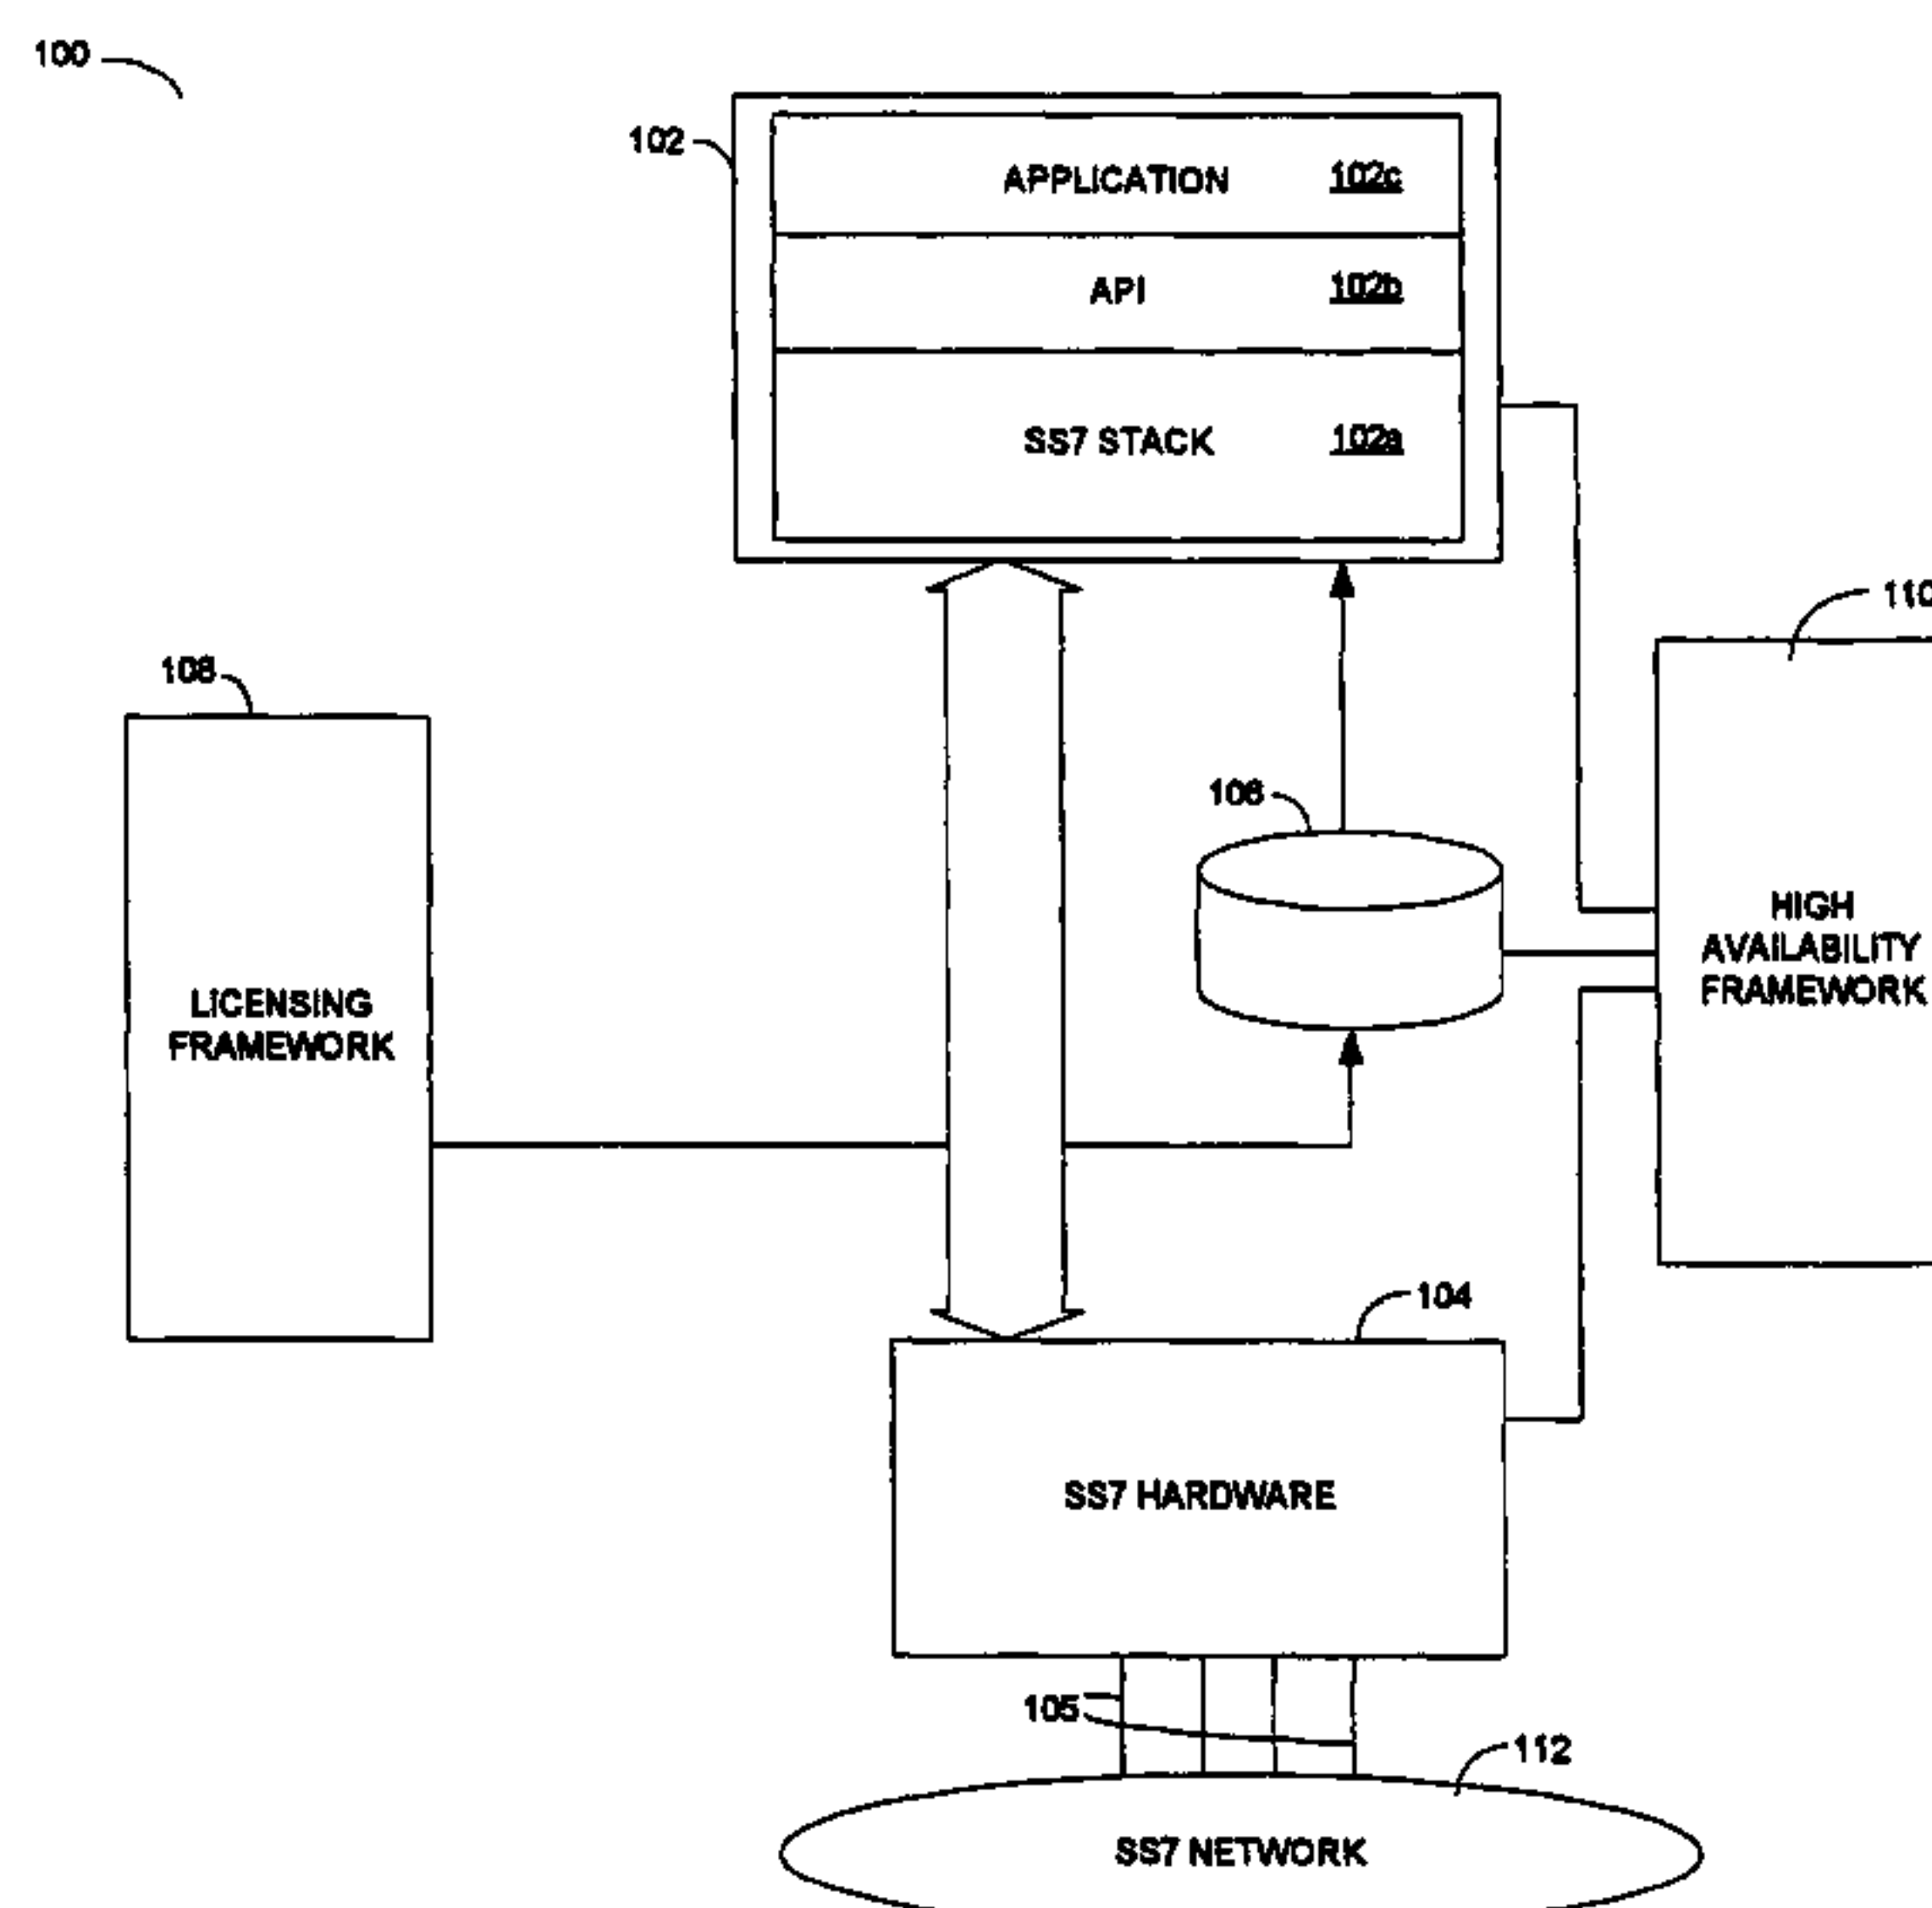 100
102
APPLICATION 102c
API 102b
SS7 STACK 102a
110
108
106
HIGH
AVAILABILITY
FRAMEWORK
LICENSING
FRAMEWORK
104
SS7 HARDWARE
105
112
SS7 NETWORK